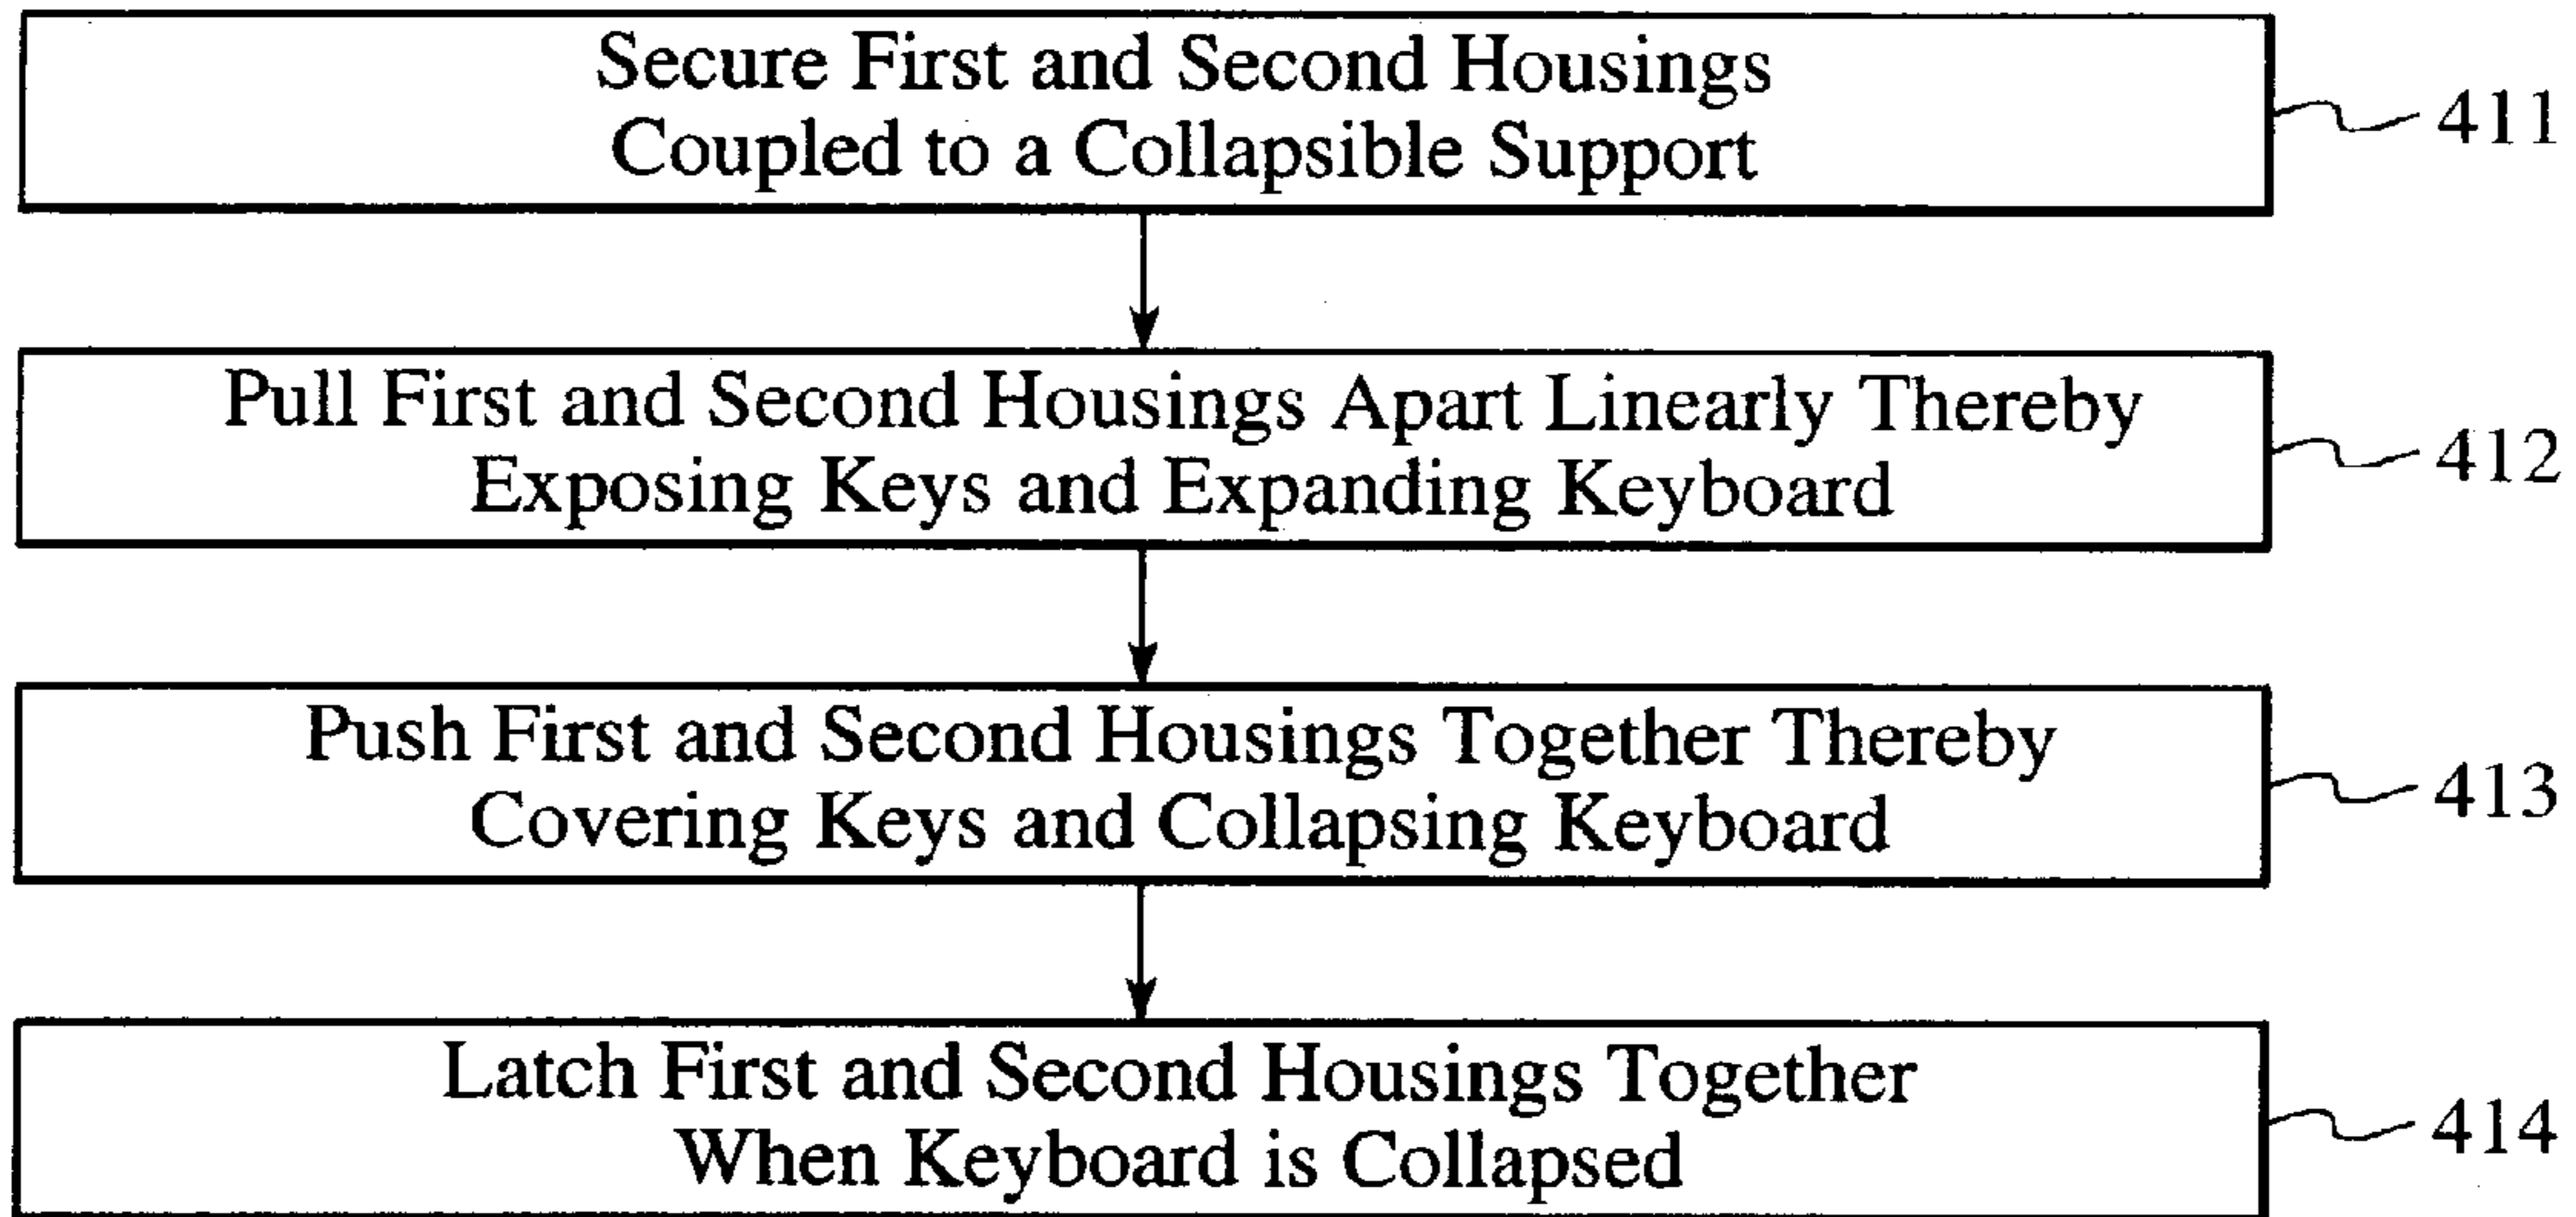 Secure First and Second Housings
Coupled to a Collapsible Support
411
Pull First and Second Housings Apart Linearly Thereby
Exposing Keys and Expanding Keyboard
412
Push First and Second Housings Together Thereby
Covering Keys and Collapsing Keyboard
413
Latch First and Second Housings Together
When Keyboard is Collapsed
414